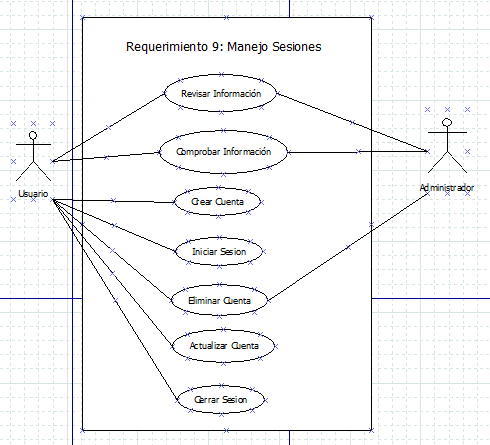 Requerimiento 9: Manejo Sesiones
Revisar Información
Comprobar Información
Usuario
Administrador
Crear Cuenta
Iniciar Sesion
Eliminar Cuenta
Actualizar Cuenta
Cerrar Sesion